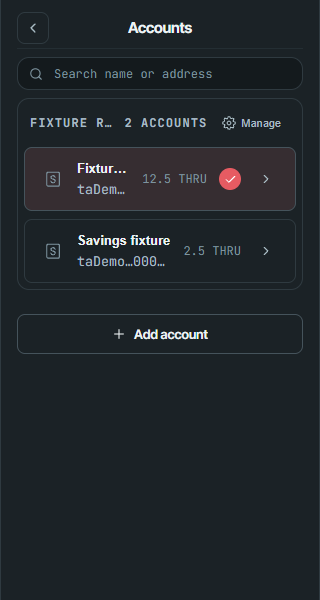 Accounts
Search name or address
FIXTURE R… 2 ACCOUNTS Manage
Fixtur…
taDem…
12.5 THRU
Savings fixture
taDemo…000…
2.5 THRU
Add account